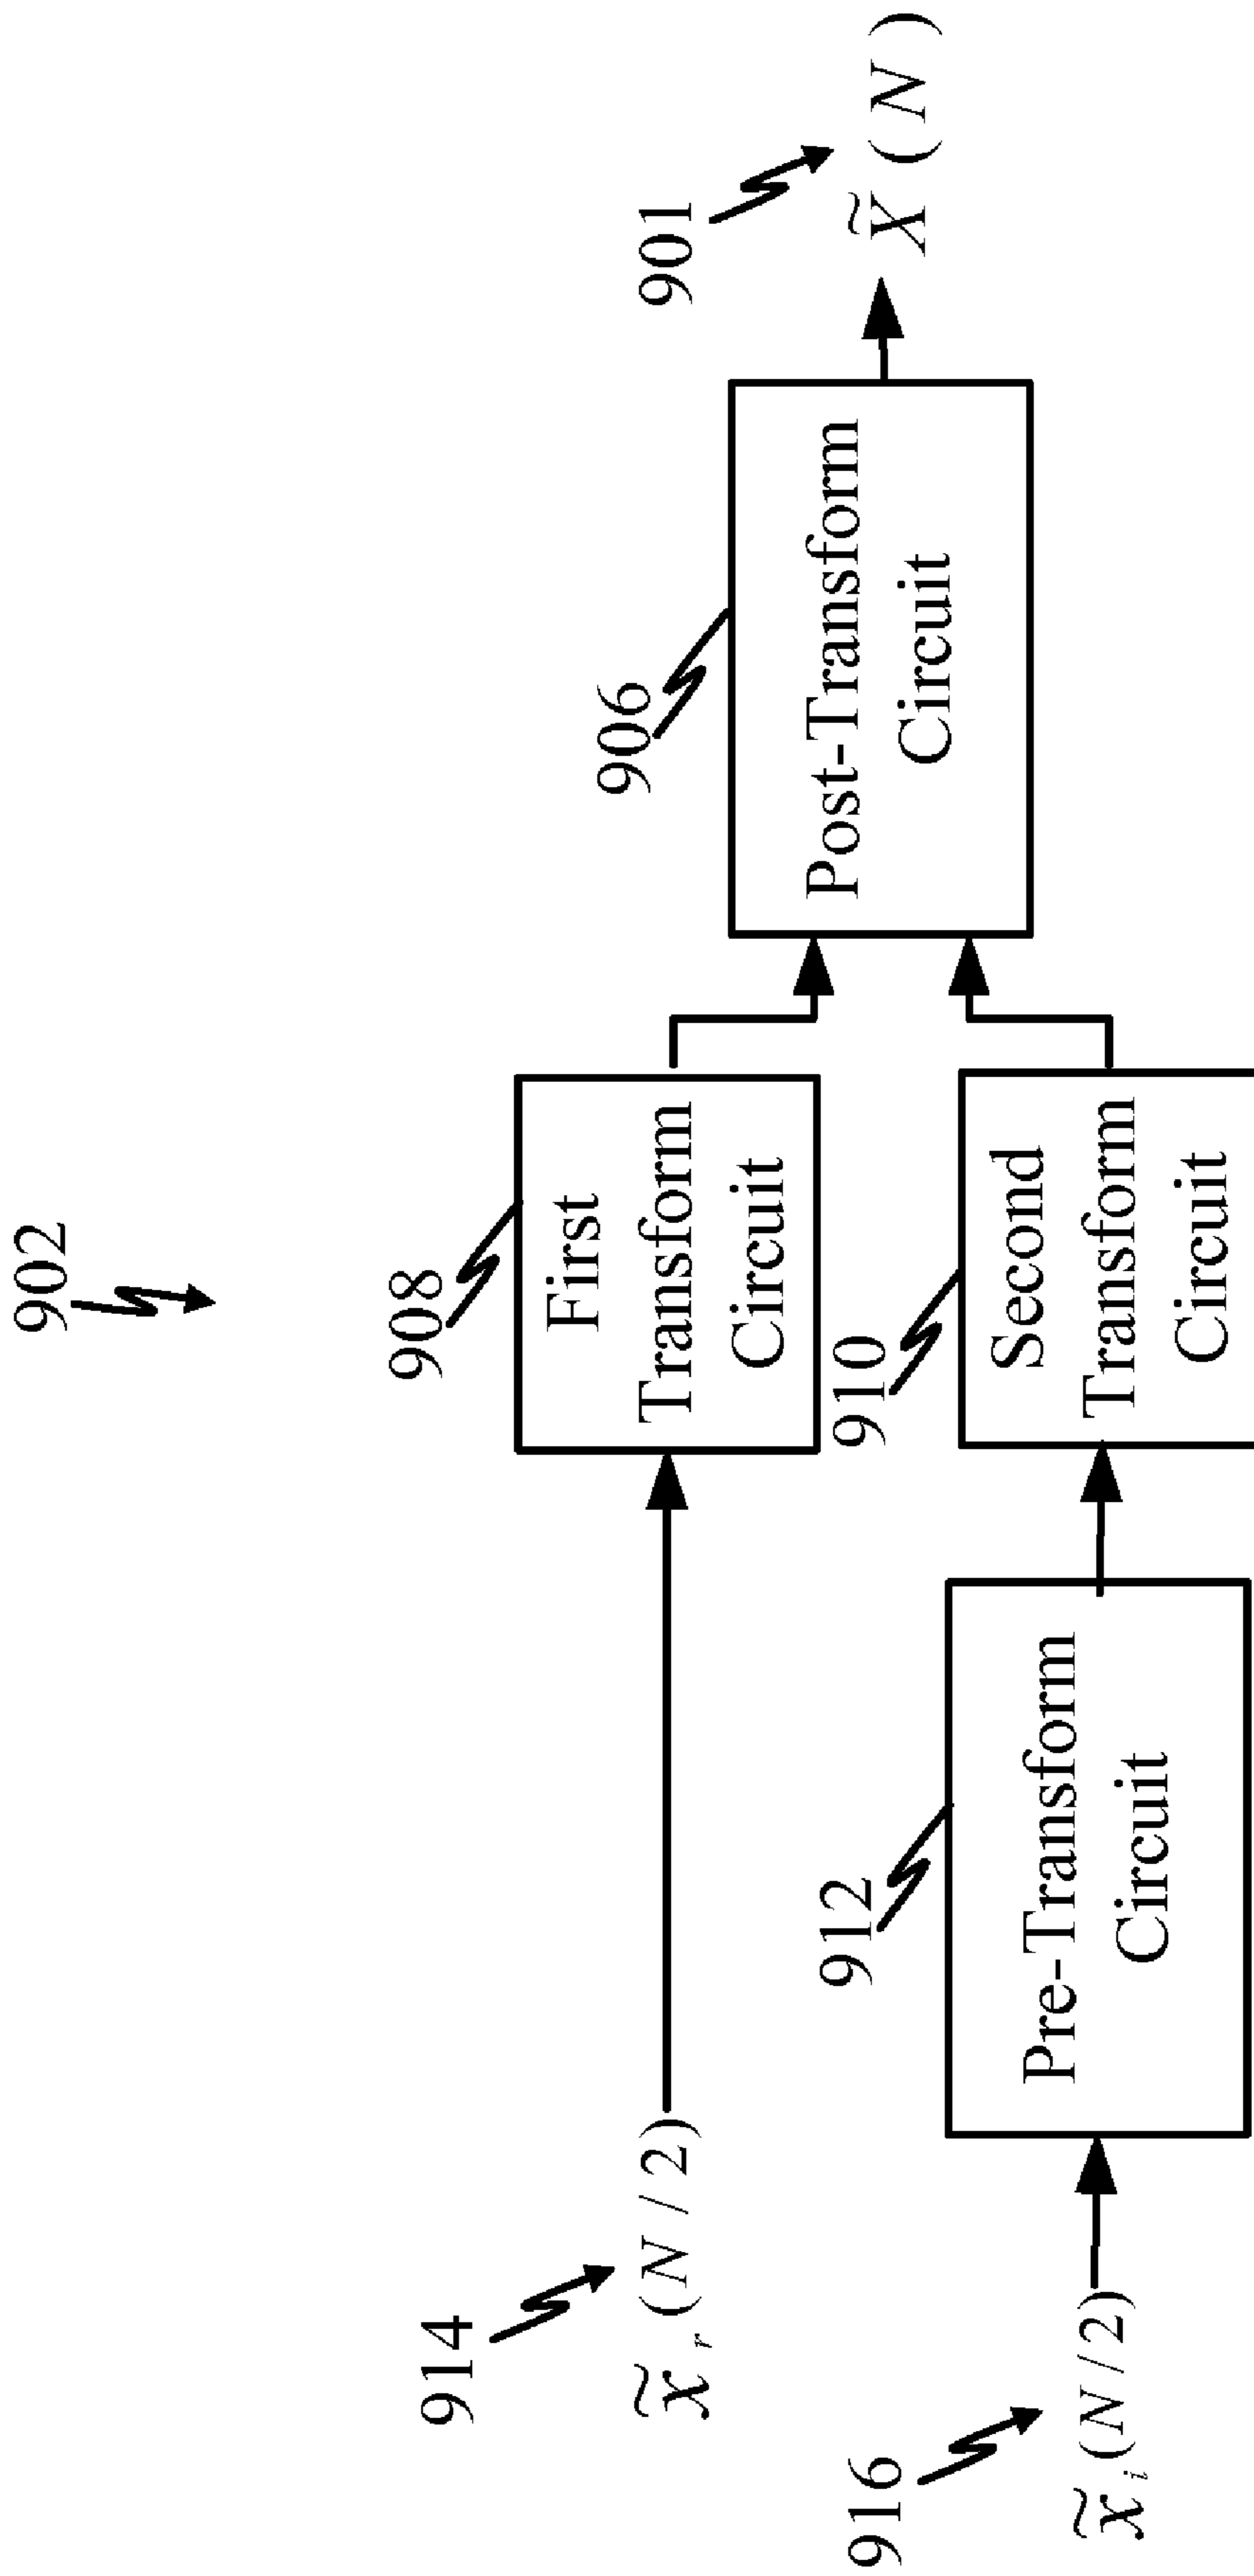 902
901
X̃ (N)
906
Post-Transform
Circuit
908
First
Transform
Circuit
910
Second
Transform
Circuit
912
Pre-Transform
Circuit
914
x̃ r (N / 2)
916
x̃ i (N / 2)